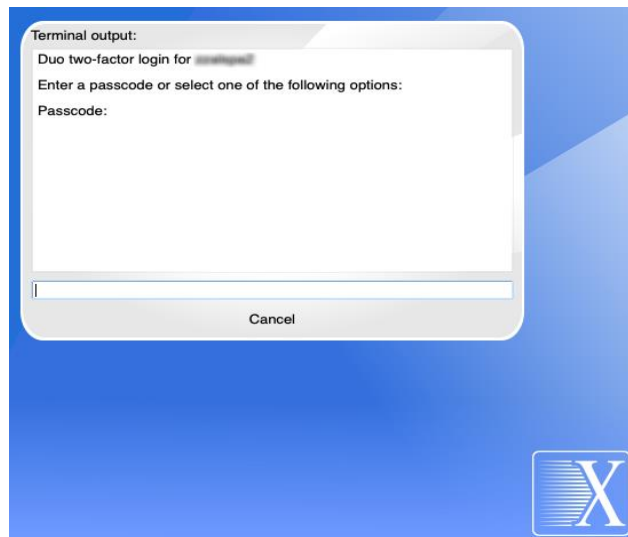 Terminal output:
Duo two-factor login for
Enter a passcode or select one of the following options:
Passcode:
Cancel
X